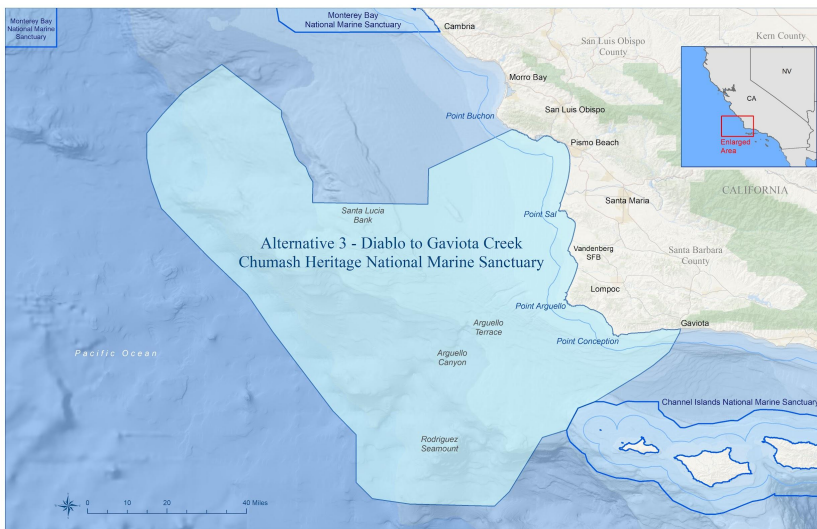 Monterey Bay
National Marine
Sanctuary
Monterey Bay
National Marine Sanctuary
Cambria
San Luis Obispo
County
Kern County
NV
CA
Enlarged
Area
Morro Bay
San Luis Obispo
Point Buchon
Pismo Beach
CALIFORNIA
Santa Maria
Santa Lucia
Bank
Point Sal
Alternative 3 - Diablo to Gaviota Creek
Chumash Heritage National Marine Sanctuary
Vandenberg
SFB
Santa Barbara
County
Lompoc
Point Arguello
Arguello
Terrace
Gaviota
Point Conception
Pacific Ocean
Arguello
Canyon
Channel Islands National Marine Sanctuary
Rodriguez
Seamount
0 10 20 40 Miles